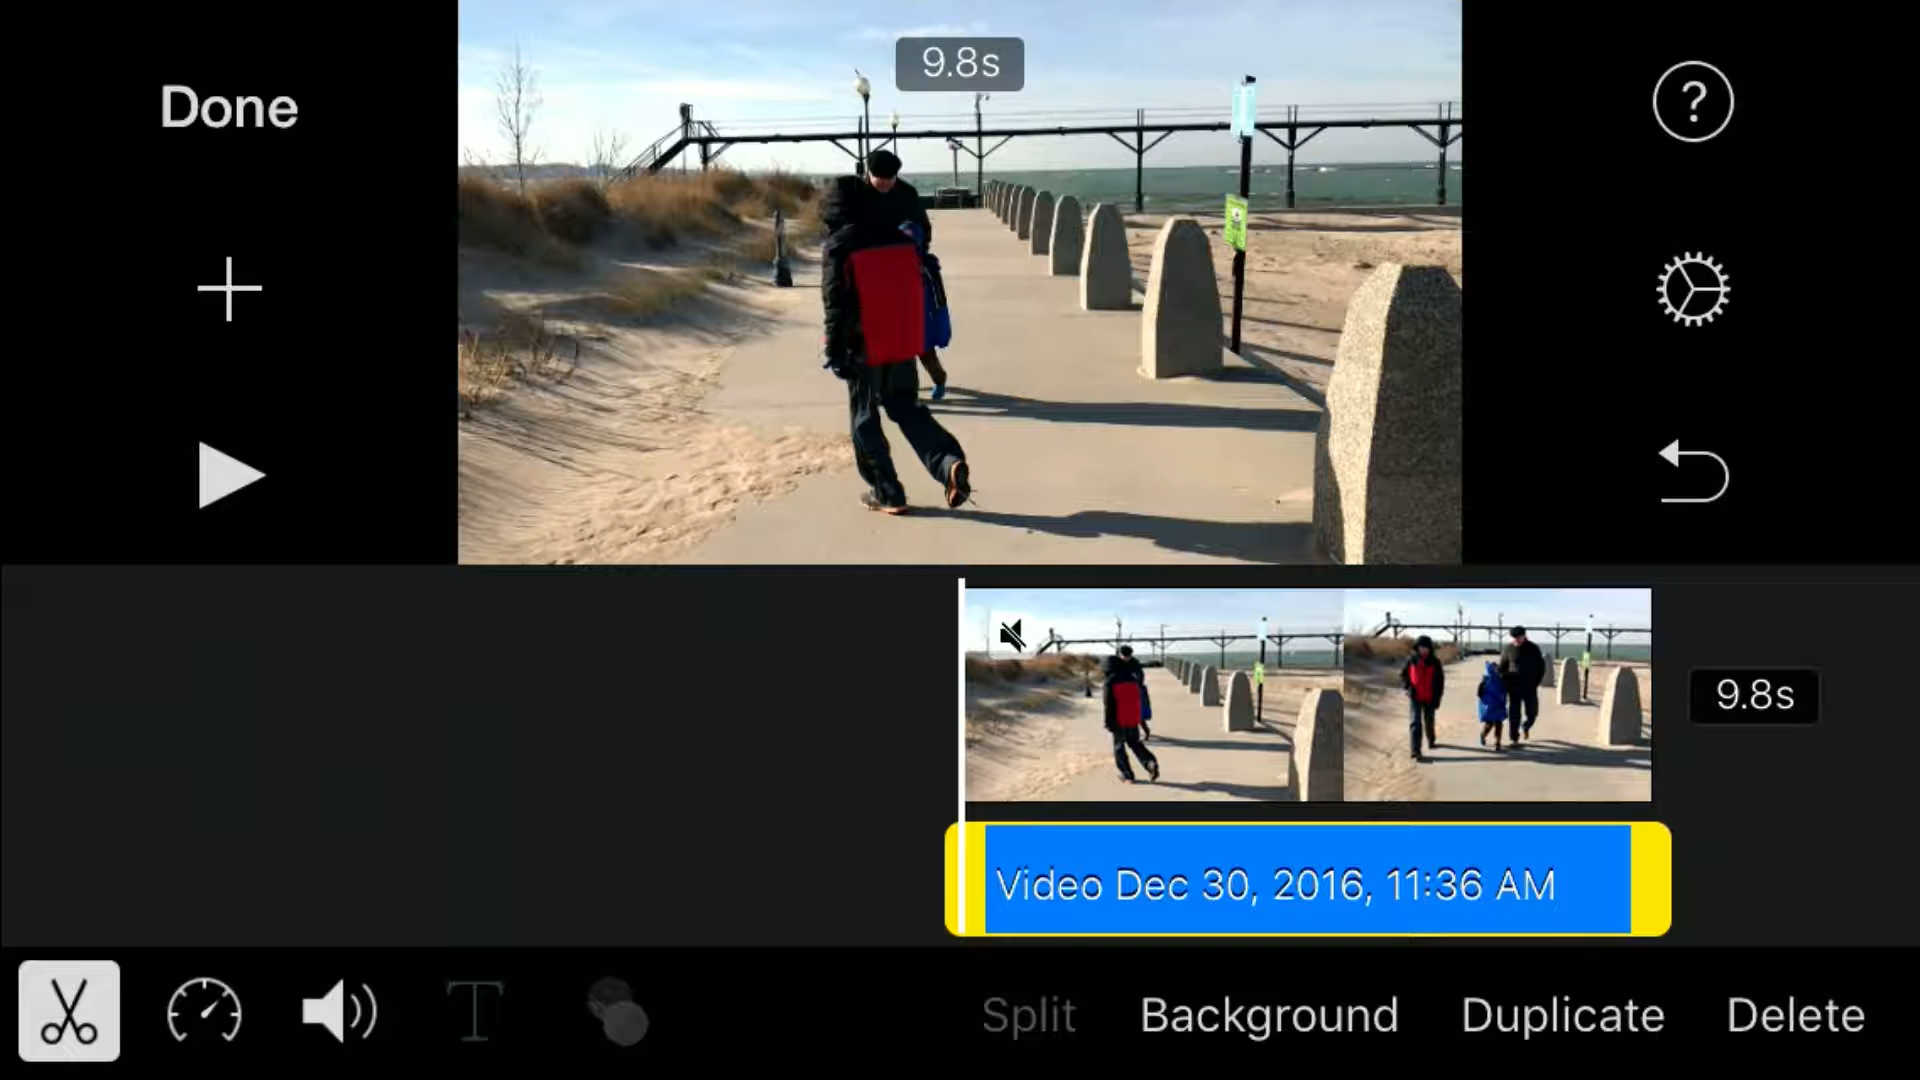 9.8s
Done
?
9.8s
Video Dec 30, 2016, 11:36 AM
T
Split Background Duplicate Delete